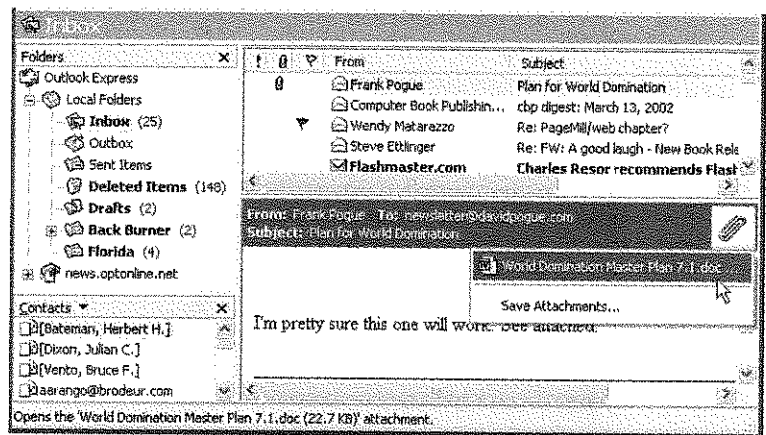 Inbox
Folders
Outlook Express
Local Folders
Inbox (25)
Outbox
Sent Items
Deleted Items (148)
Drafts (2)
Back Burner (2)
Florida (4)
news.optonline.net
Contacts
[Bateman, Herbert H.]
[Dixon, Julian C.]
[Vento, Bruce F.]
aarango@brodeur.com
! From Subject
Frank Pogue Plan for World Domination
Computer Book Publishin... cbp digest: March 13, 2002
Wendy Matarazzo Re: PageMill/web chapter?
Steve Ettlinger Re: FW: A good laugh - New Book Rele
Flashmaster.com Charles Resor recommends Flast
From: Frank Pogue To: newsletter@davidpogue.com
Subject: Plan for World Domination
World Domination Master Plan 7.1.doc
Save Attachments...
I'm pretty sure this one will work. See attached.
Opens the 'World Domination Master Plan 7.1.doc (22.7 KB)' attachment.